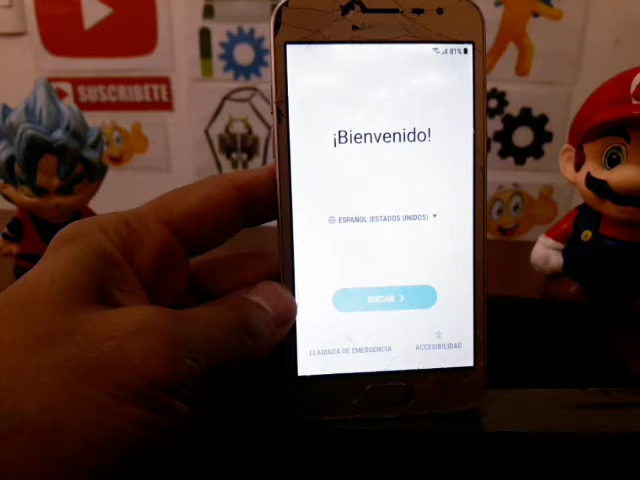 SUSCRIBETE
81%
¡Bienvenido!
ESPAÑOL (ESTADOS UNIDOS)
INICIAR
LLAMADA DE EMERGENCIA
ACCESIBILIDAD